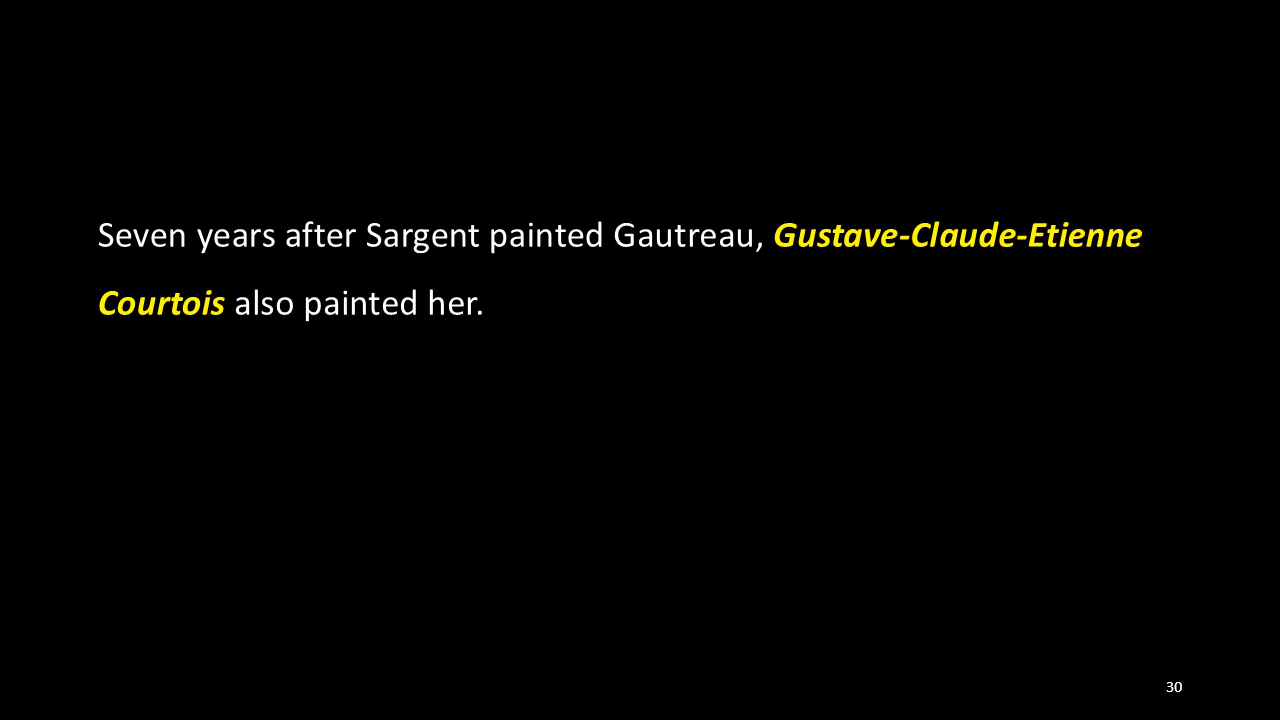 Seven years after Sargent painted Gautreau, Gustave-Claude-Etienne
Courtois also painted her.
30